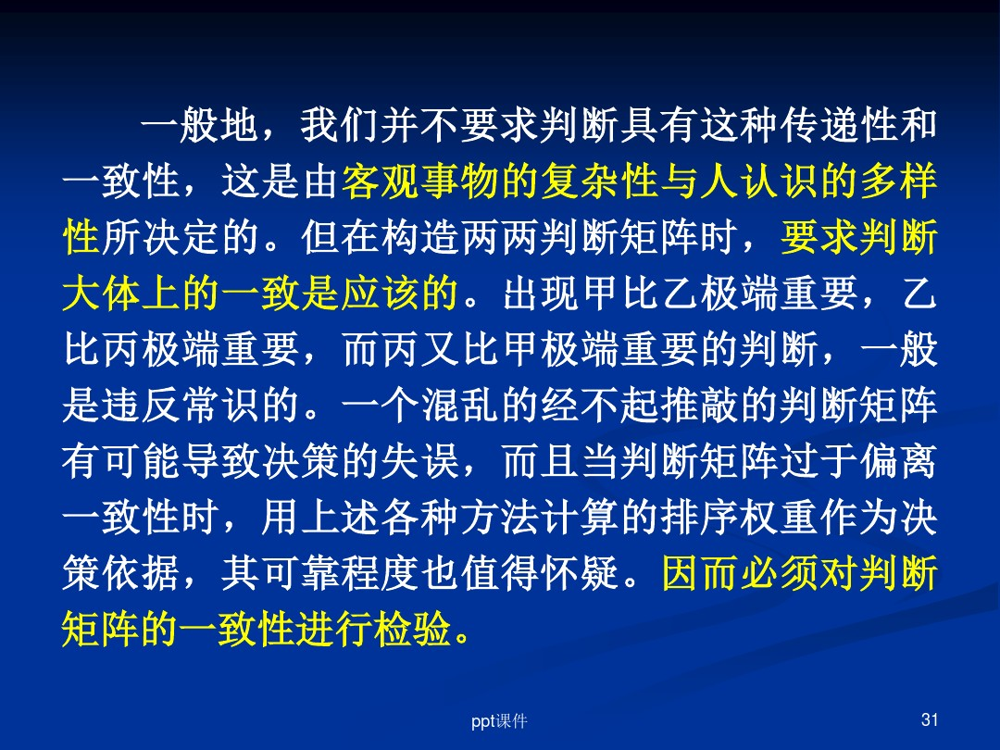 一般地，我们并不要求判断具有这种传递性和
一致性，这是由客观事物的复杂性与人认识的多样
性所决定的。但在构造两两判断矩阵时，要求判断
大体上的一致是应该的。出现甲比乙极端重要，乙
比丙极端重要，而丙又比甲极端重要的判断，一般
是违反常识的。一个混乱的经不起推敲的判断矩阵
有可能导致决策的失误，而且当判断矩阵过于偏离
一致性时，用上述各种方法计算的排序权重作为决
策依据，其可靠程度也值得怀疑。因而必须对判断
矩阵的一致性进行检验。
ppt课件
31